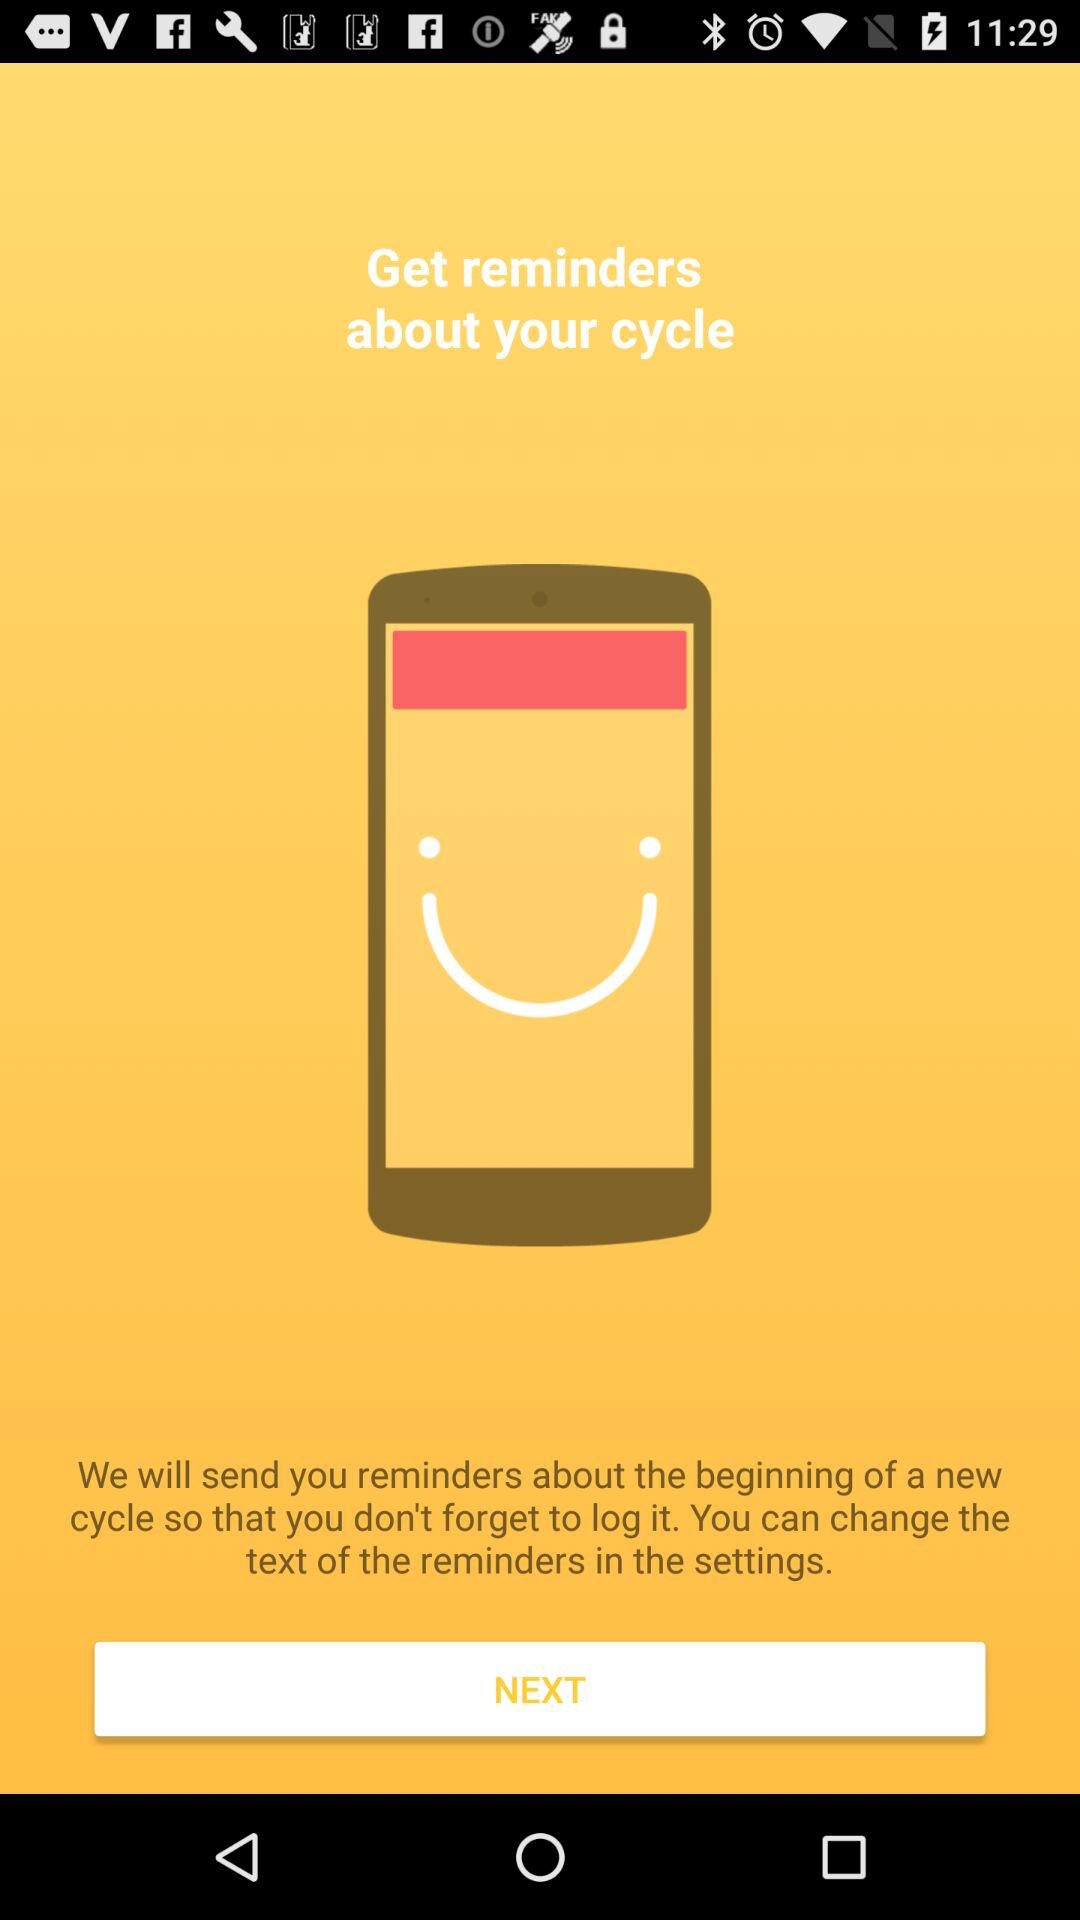 FAKE
11:29
Get reminders
about your cycle
We will send you reminders about the beginning of a new
cycle so that you don't forget to log it. You can change the
text of the reminders in the settings.
NEXT